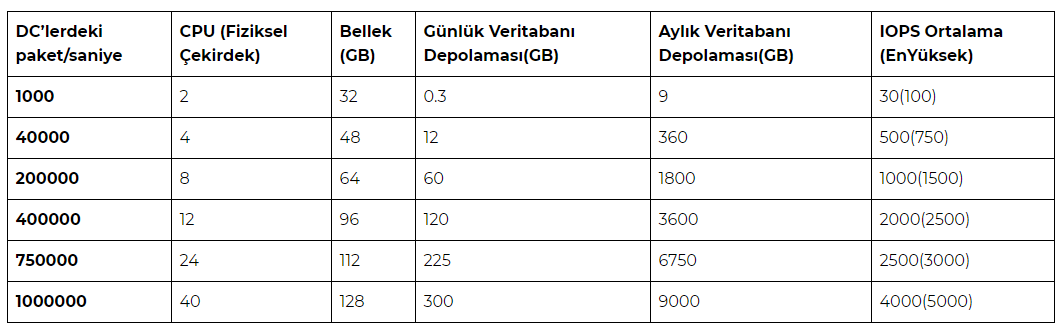 DC’lerdeki paket/saniye CPU (Fiziksel Çekirdek) Bellek (GB) Günlük Veritabanı Depolaması(GB) Aylık Veritabanı Depolaması(GB) IOPS Ortalama (EnYüksek)
1000 2 32 0.3 9 30(100)
40000 4 48 12 360 500(750)
200000 8 64 60 1800 1000(1500)
400000 12 96 120 3600 2000(2500)
750000 24 112 225 6750 2500(3000)
1000000 40 128 300 9000 4000(5000)